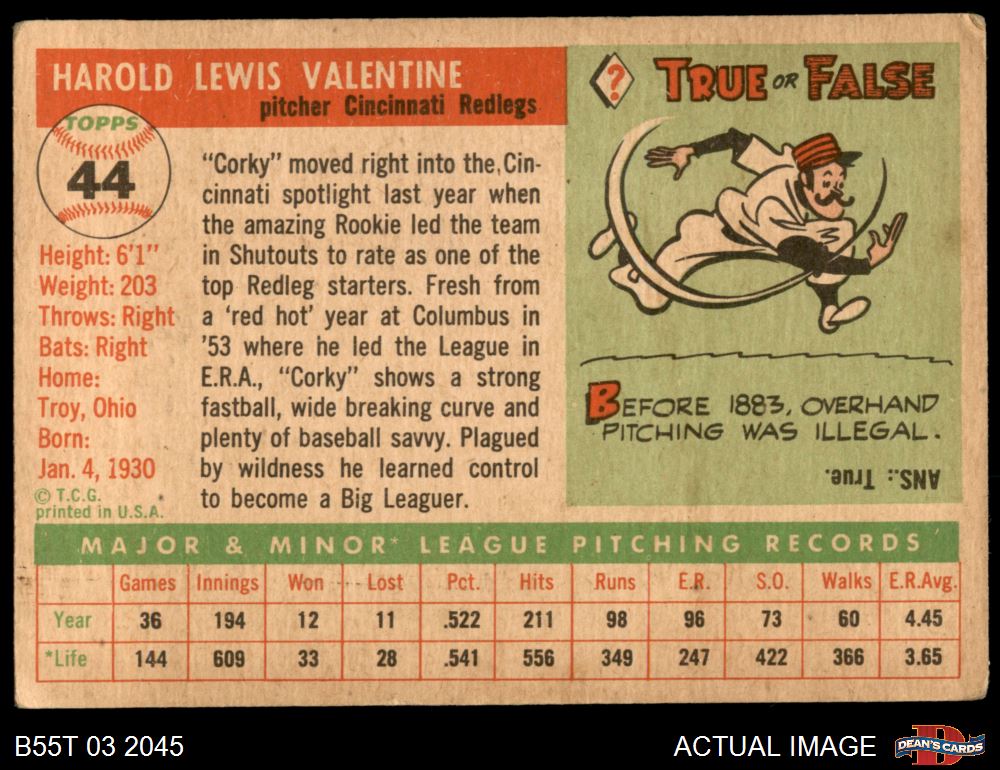 HAROLD LEWIS VALENTINE
pitcher Cincinnati Redlegs
TOPPS
44
Height: 6'1"
Weight: 203
Throws: Right
Bats: Right
Home:
Troy, Ohio
Born:
Jan. 4, 1930
© T.C.G.
printed in U.S.A.
"Corky" moved right into the Cin-
cinnati spotlight last year when
the amazing Rookie led the team
in Shutouts to rate as one of the
top Redleg starters. Fresh from
a 'red hot' year at Columbus in
'53 where he led the League in
E.R.A., "Corky" shows a strong
fastball, wide breaking curve and
plenty of baseball savvy. Plagued
by wildness he learned control
to become a Big Leaguer.
? TRUE OR FALSE
BEFORE 1883, OVERHAND
PITCHING WAS ILLEGAL.
ANS.: True.
MAJOR & MINOR* LEAGUE PITCHING RECORDS
Games Innings Won Lost Pct. Hits Runs E.R. S.O. Walks E.R.Avg.
Year 36 194 12 11 .522 211 98 96 73 60 4.45
*Life 144 609 33 28 .541 556 349 247 422 366 3.65
B55T 03 2045
ACTUAL IMAGE
D
DEAN'S CARDS